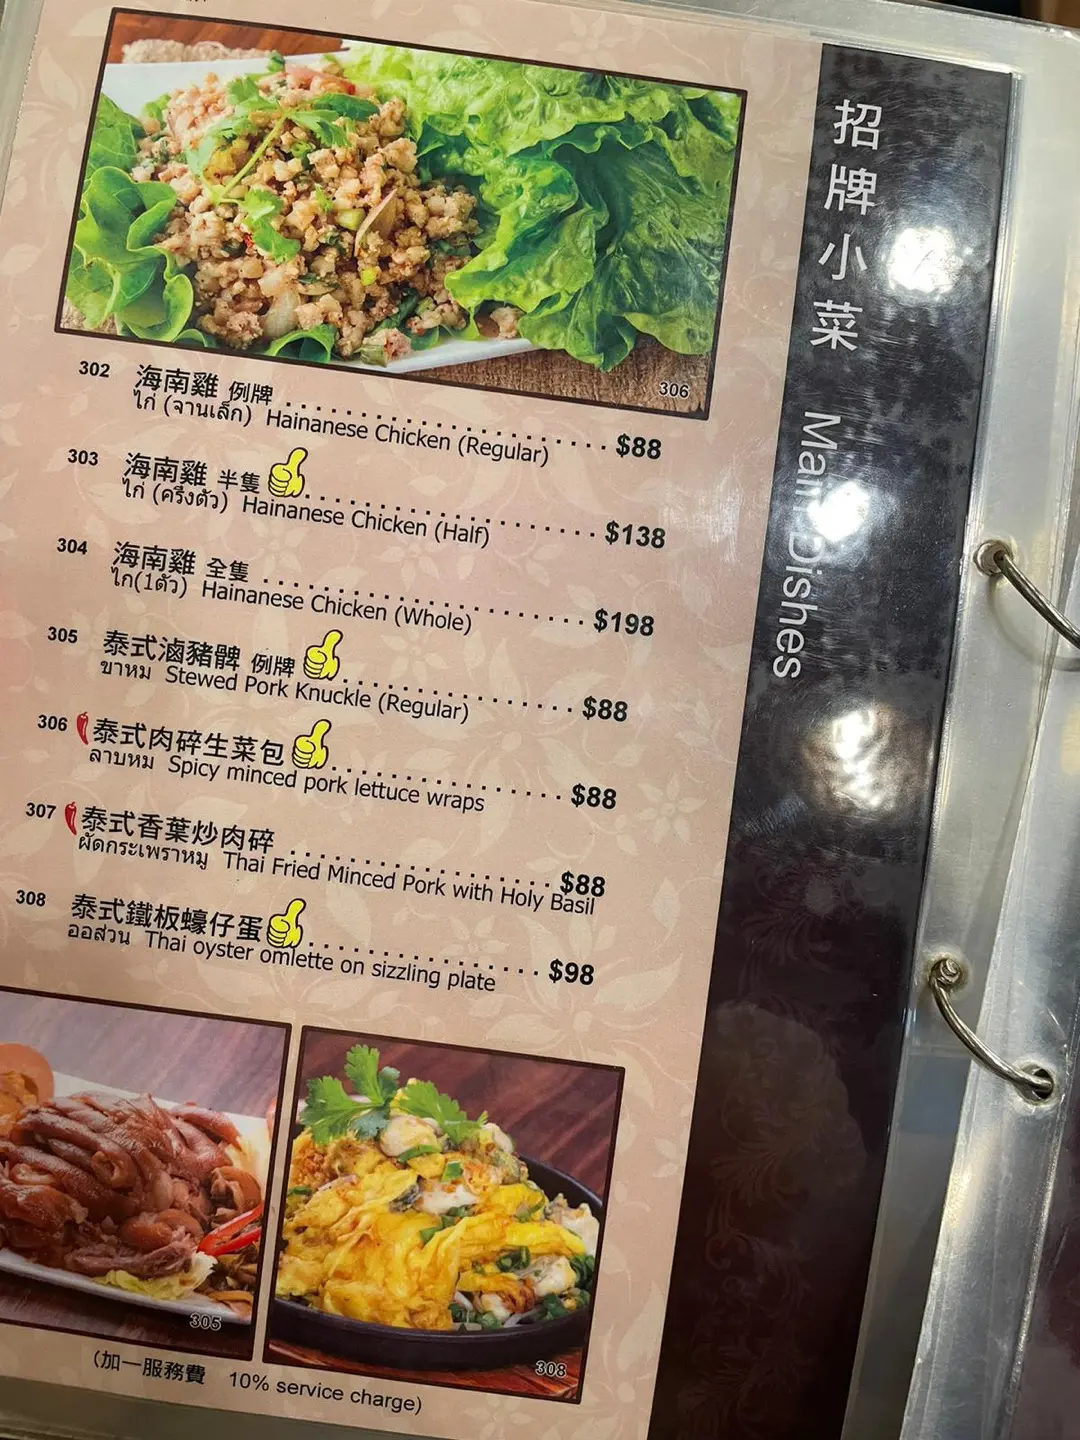 306
302 海南雞 例牌 $88
ไก่ (จานเล็ก) Hainanese Chicken (Regular)
303 海南雞 半隻 $138
ไก่ (ครึ่งตัว) Hainanese Chicken (Half)
304 海南雞 全隻 $198
ไก่(1ตัว) Hainanese Chicken (Whole)
305 泰式滷豬髀 例牌 $88
ขาหม Stewed Pork Knuckle (Regular)
306 泰式肉碎生菜包 $88
ลาบหม Spicy minced pork lettuce wraps
307 泰式香葉炒肉碎 $88
ผัดกระเพราหมู Thai Fried Minced Pork with Holy Basil
308 泰式鐵板蠔仔蛋 $98
ออส่วน Thai oyster omlette on sizzling plate
305
308
(加一服務費 10% service charge)
招牌小菜 Main Dishes